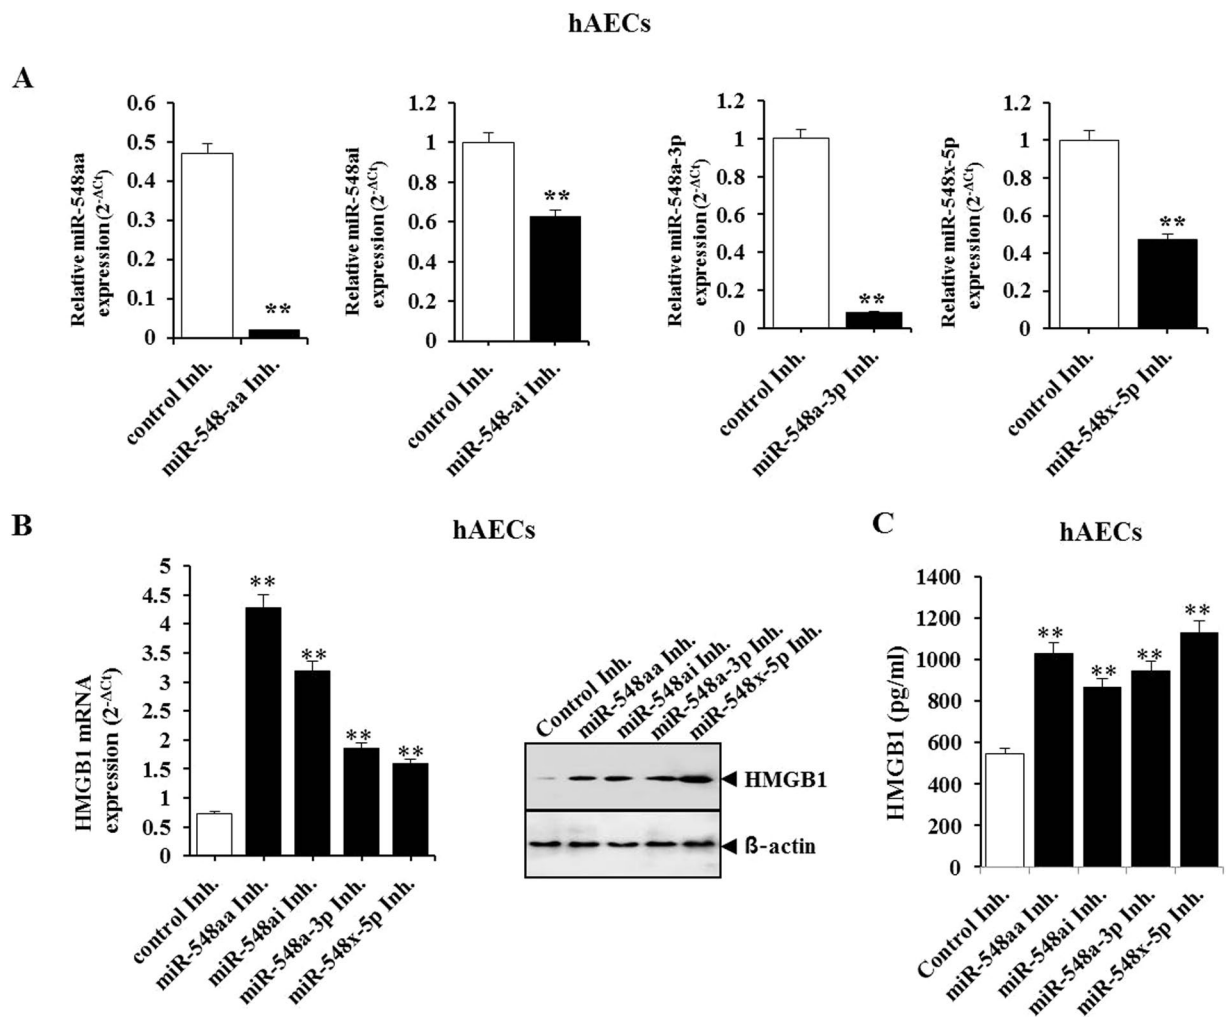 hAECs
A
Relative miR-548aa
expression (2-ΔCt)
0.6
0.5
0.4
0.3
0.2
0.1
0
**
control Inh.
miR-548-aa Inh.
Relative miR-548ai
expression (2-ΔCt)
1.2
1
0.8
0.6
0.4
0.2
0
**
control Inh.
miR-548-ai Inh.
Relative miR-548a-3p
expression (2-ΔCt)
1.2
1
0.8
0.6
0.4
0.2
0
**
control Inh.
miR-548a-3p Inh.
Relative miR-548x-5p
expression (2-ΔCt)
1.2
1
0.8
0.6
0.4
0.2
0
**
control Inh.
miR-548x-5p Inh.
B
hAECs
HMGB1 mRNA
expression (2-ΔCt)
5
4.5
4
3.5
3
2.5
2
1.5
1
0.5
0
**
**
**
**
control Inh.
miR-548aa Inh.
miR-548ai Inh.
miR-548a-3p Inh.
miR-548x-5p Inh.
Control Inh.
miR-548aa Inh.
miR-548ai Inh.
miR-548a-3p Inh.
miR-548x-5p Inh.
HMGB1
ß-actin
C
hAECs
HMGB1 (pg/ml)
1400
1200
1000
800
600
400
200
0
**
**
**
**
Control Inh.
miR-548aa Inh.
miR-548ai Inh.
miR-548a-3p Inh.
miR-548x-5p Inh.